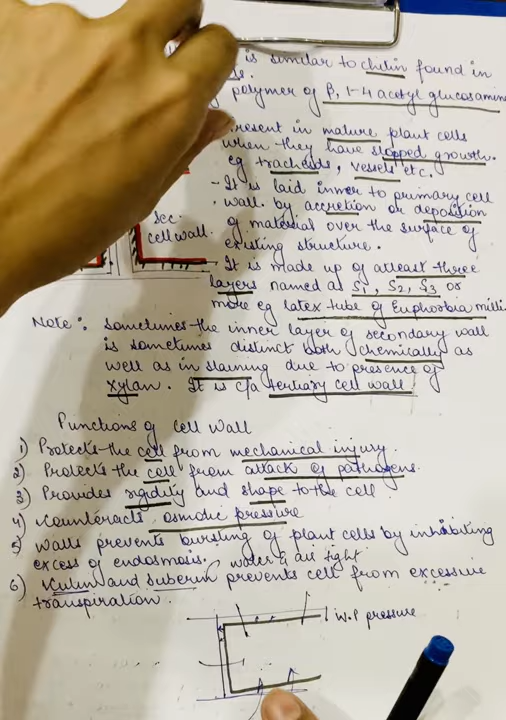 is similar to chitin found in
polymer of β, 1-4 acetyl glucosamine
Present in mature plant cells
when they have stopped growth.
eg tracheids, vessels etc.
- It is laid inner to primary cell
wall by accretion or deposition
of material over the surface of
existing structure.
Sec.
cell wall
- It is made up of atleast three
layers named as S1, S2, S3 or
more eg latex tube of Euphorbia milii
Note:- Sometimes the inner layer of secondary wall
is sometimes distinct both chemically as
well as in staining due to presence of
xylan. It is c/a tertiary cell wall
Functions of Cell Wall
1) Protects the cell from mechanical injury.
2) Protects the cell from attack of pathogens.
3) Provides rigidity and shape to the cell.
4) Counteracts osmotic pressure
5) Walls prevents bursting of plant cells by inhibiting
excess of endosmosis. water & air tight
6) and suberin prevents cell from excessive
transpiration.
W.P pressure